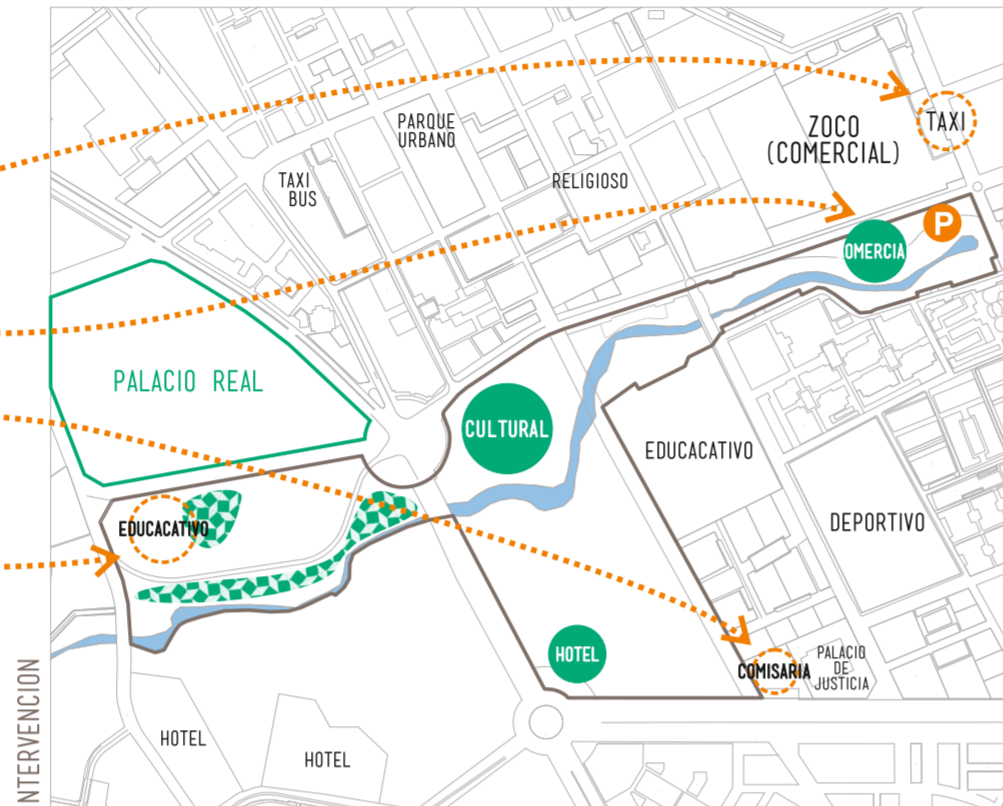 PARQUE
URBANO
ZOCO
(COMERCIAL)
TAXI
TAXI
BUS
RELIGIOSO
P
OMERCIA
PALACIO REAL
CULTURAL
EDUCACATIVO
EDUCACATIVO
DEPORTIVO
HOTEL
COMISARIA
PALACIO
DE
JUSTICIA
HOTEL
HOTEL
NTERVENCION